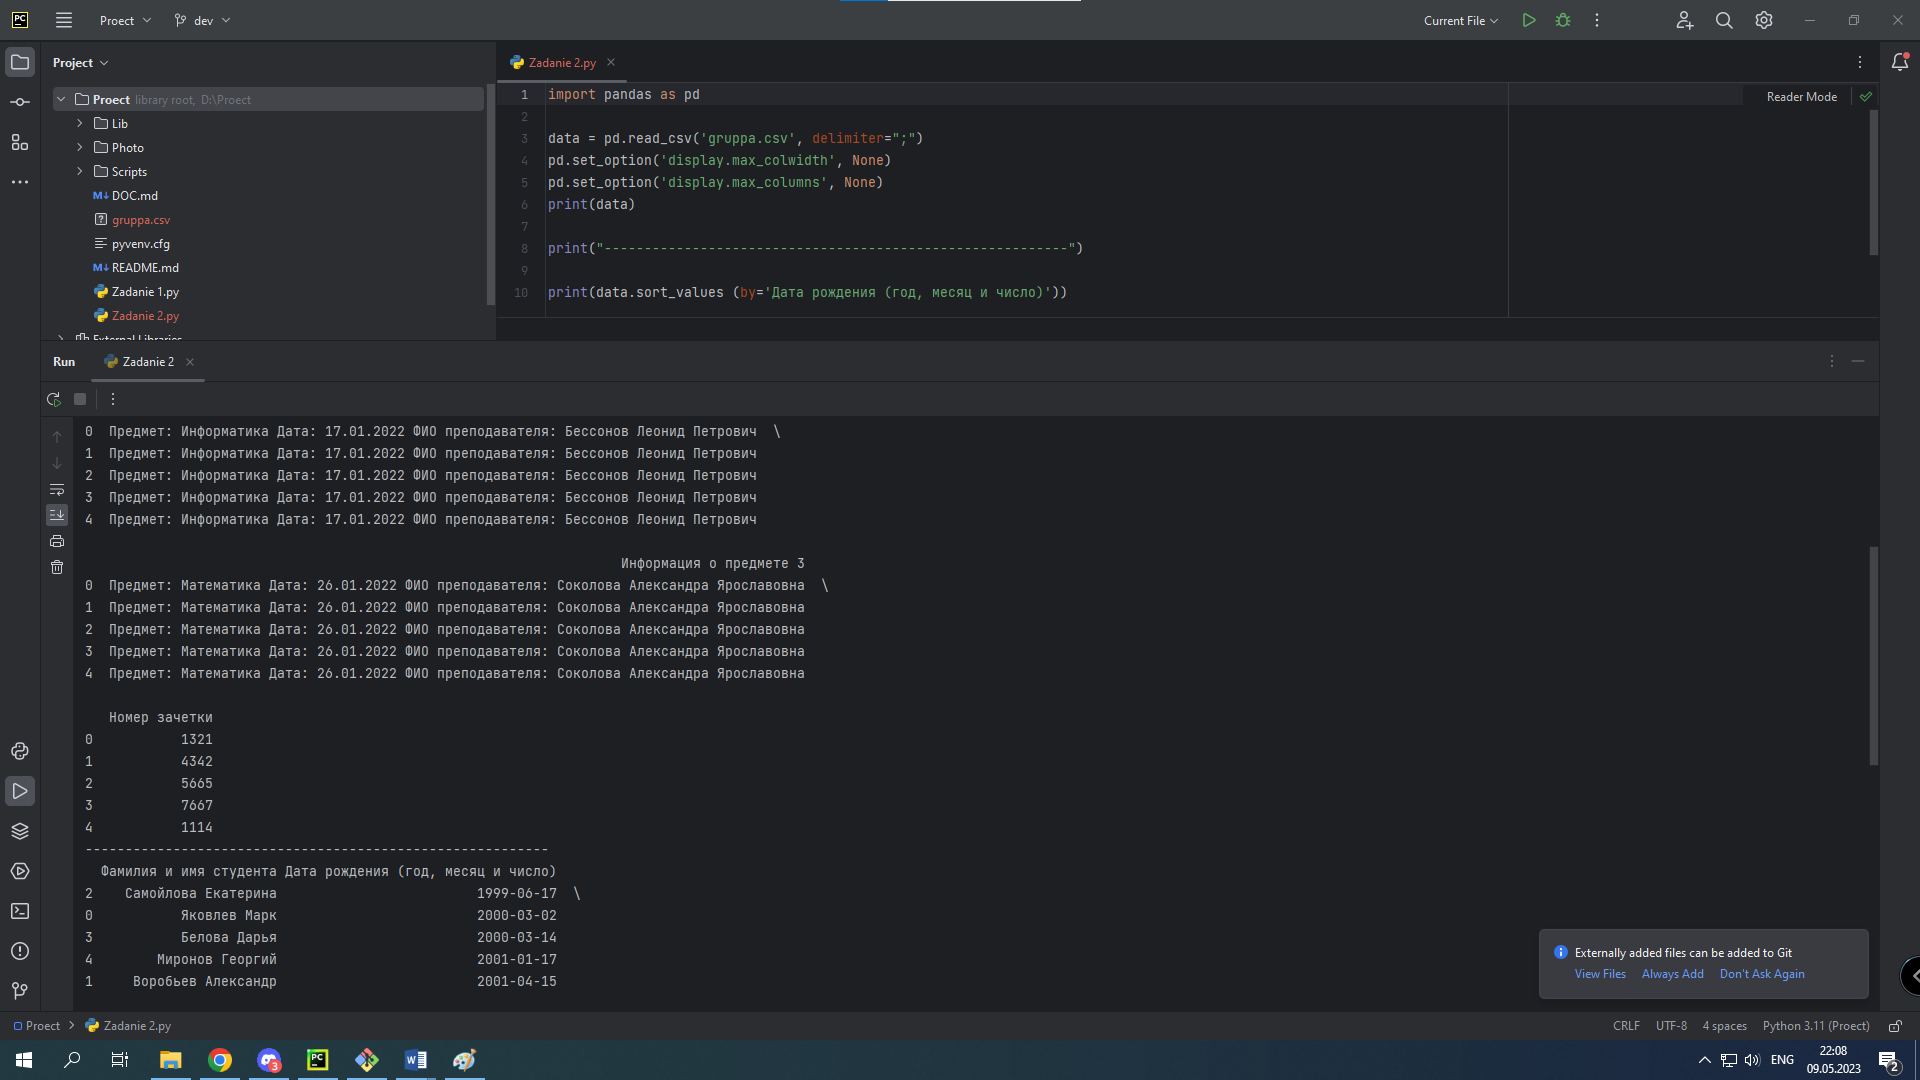 PC Proect dev Current File
Project
Zadanie 2.py
Proect library root, D:\Proect
Lib
Photo
Scripts
M↓ DOC.md
gruppa.csv
pyvenv.cfg
M↓ README.md
Zadanie 1.py
Zadanie 2.py
External Libraries
Reader Mode
1 import pandas as pd
2
3 data = pd.read_csv('gruppa.csv', delimiter=";")
4 pd.set_option('display.max_colwidth', None)
5 pd.set_option('display.max_columns', None)
6 print(data)
7
8 print("----------------------------------------------------------")
9
10 print(data.sort_values (by='Дата рождения (год, месяц и число)'))
Run Zadanie 2
0 Предмет: Информатика Дата: 17.01.2022 ФИО преподавателя: Бессонов Леонид Петрович \
1 Предмет: Информатика Дата: 17.01.2022 ФИО преподавателя: Бессонов Леонид Петрович
2 Предмет: Информатика Дата: 17.01.2022 ФИО преподавателя: Бессонов Леонид Петрович
3 Предмет: Информатика Дата: 17.01.2022 ФИО преподавателя: Бессонов Леонид Петрович
4 Предмет: Информатика Дата: 17.01.2022 ФИО преподавателя: Бессонов Леонид Петрович
Информация о предмете 3
0 Предмет: Математика Дата: 26.01.2022 ФИО преподавателя: Соколова Александра Ярославовна \
1 Предмет: Математика Дата: 26.01.2022 ФИО преподавателя: Соколова Александра Ярославовна
2 Предмет: Математика Дата: 26.01.2022 ФИО преподавателя: Соколова Александра Ярославовна
3 Предмет: Математика Дата: 26.01.2022 ФИО преподавателя: Соколова Александра Ярославовна
4 Предмет: Математика Дата: 26.01.2022 ФИО преподавателя: Соколова Александра Ярославовна
Номер зачетки
0 1321
1 4342
2 5665
3 7667
4 1114
----------------------------------------------------------
Фамилия и имя студента Дата рождения (год, месяц и число)
2 Самойлова Екатерина 1999-06-17 \
0 Яковлев Марк 2000-03-02
3 Белова Дарья 2000-03-14
4 Миронов Георгий 2001-01-17
1 Воробьев Александр 2001-04-15
Externally added files can be added to Git
View Files Always Add Don't Ask Again
Proect Zadanie 2.py
CRLF UTF-8 4 spaces Python 3.11 (Proect)
PC
3
ENG
22:08
09.05.2023
2